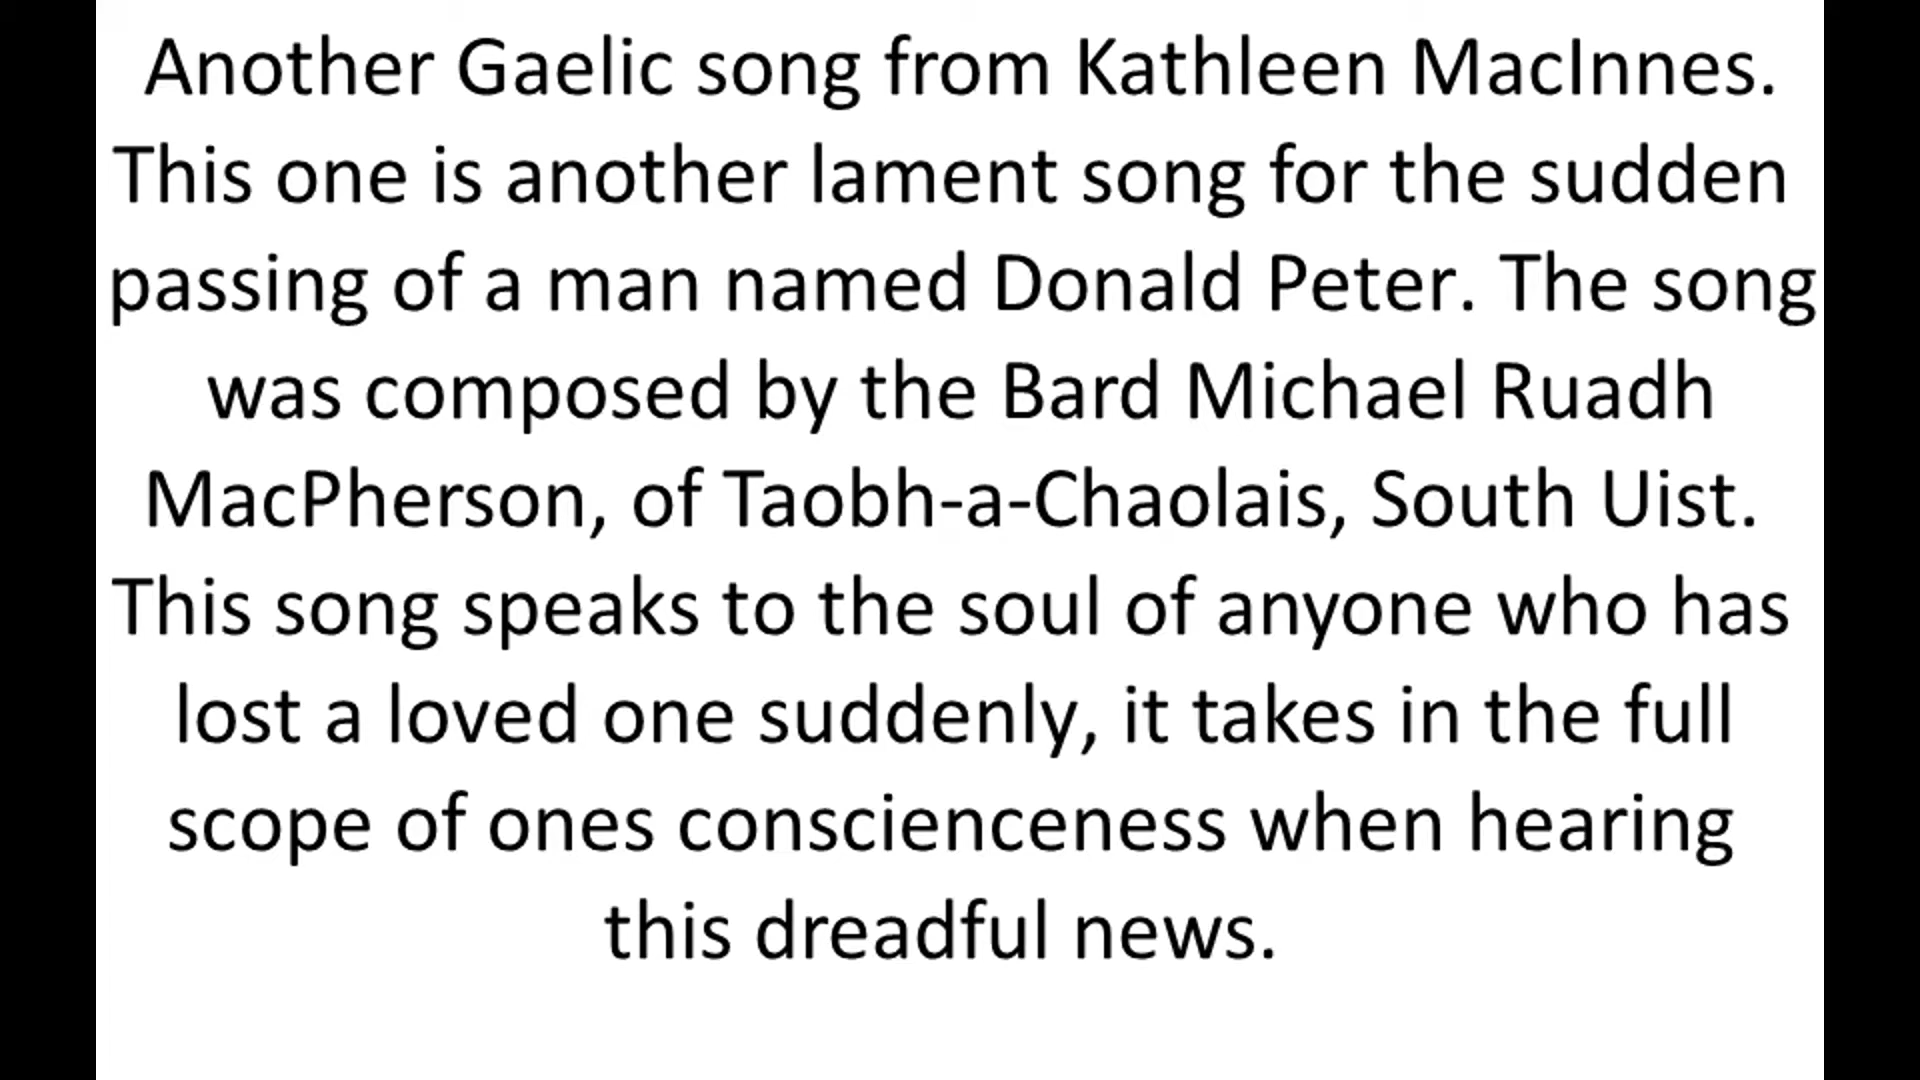 Another Gaelic song from Kathleen MacInnes.
This one is another lament song for the sudden
passing of a man named Donald Peter. The song
was composed by the Bard Michael Ruadh
MacPherson, of Taobh-a-Chaolais, South Uist.
This song speaks to the soul of anyone who has
lost a loved one suddenly, it takes in the full
scope of ones conscienceness when hearing
this dreadful news.